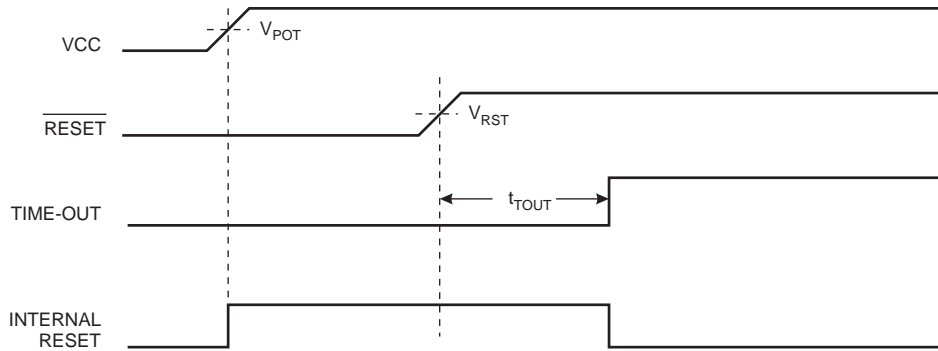 VCC
VPOT
RESET
VRST
TIME-OUT
tTOUT
INTERNAL
RESET